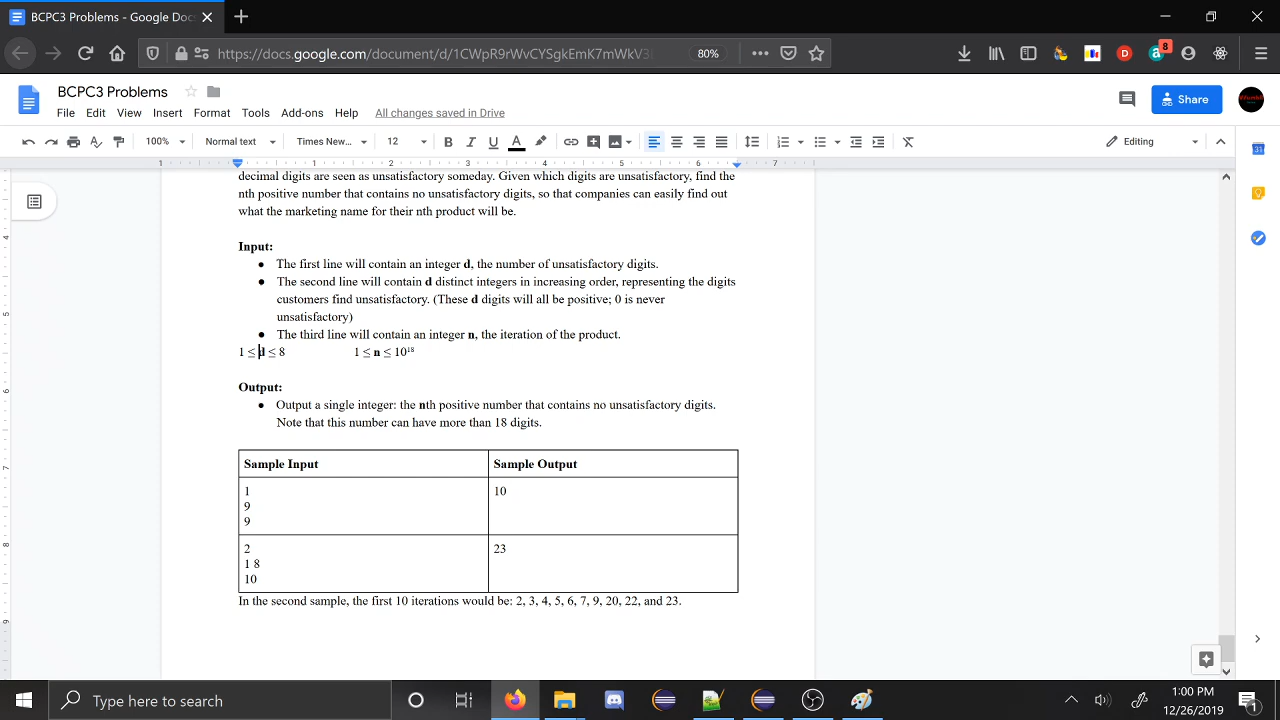 BCPC3 Problems - Google Doc
https://docs.google.com/document/d/1CWpR9rWvCYSgkEmK7mWkV3
80%
8
BCPC3 Problems
File Edit View Insert Format Tools Add-ons Help All changes saved in Drive
Share
100% Normal text Times New... 12 B I U A Editing
1 1 2 3 4 5 6 7
decimal digits are seen as unsatisfactory someday. Given which digits are unsatisfactory, find the
nth positive number that contains no unsatisfactory digits, so that companies can easily find out
what the marketing name for their nth product will be.
Input:
● The first line will contain an integer d, the number of unsatisfactory digits.
● The second line will contain d distinct integers in increasing order, representing the digits
customers find unsatisfactory. (These d digits will all be positive; 0 is never
unsatisfactory)
● The third line will contain an integer n, the iteration of the product.
1 ≤ d ≤ 8 1 ≤ n ≤ 10¹⁸
Output:
● Output a single integer: the nth positive number that contains no unsatisfactory digits.
Note that this number can have more than 18 digits.
Sample Input Sample Output
1 10
9
9
2 23
1 8
10
In the second sample, the first 10 iterations would be: 2, 3, 4, 5, 6, 7, 9, 20, 22, and 23.
Type here to search
1:00 PM
12/26/2019
1